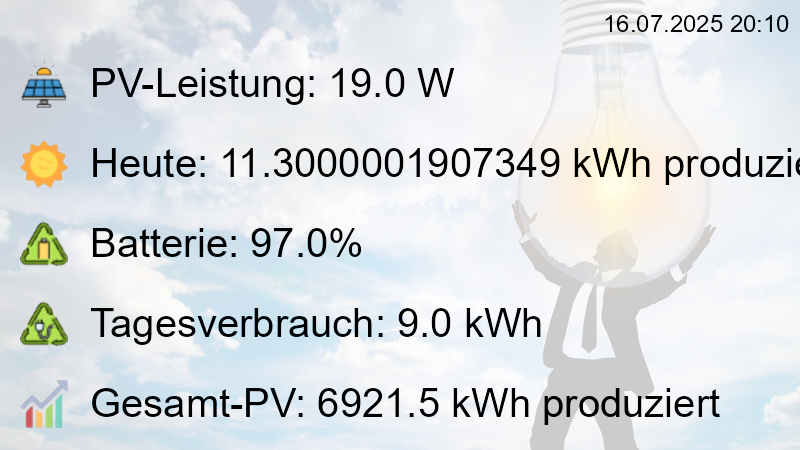 16.07.2025 20:10
PV-Leistung: 19.0 W
Heute: 11.3000001907349 kWh produzie
Batterie: 97.0%
Tagesverbrauch: 9.0 kWh
Gesamt-PV: 6921.5 kWh produziert